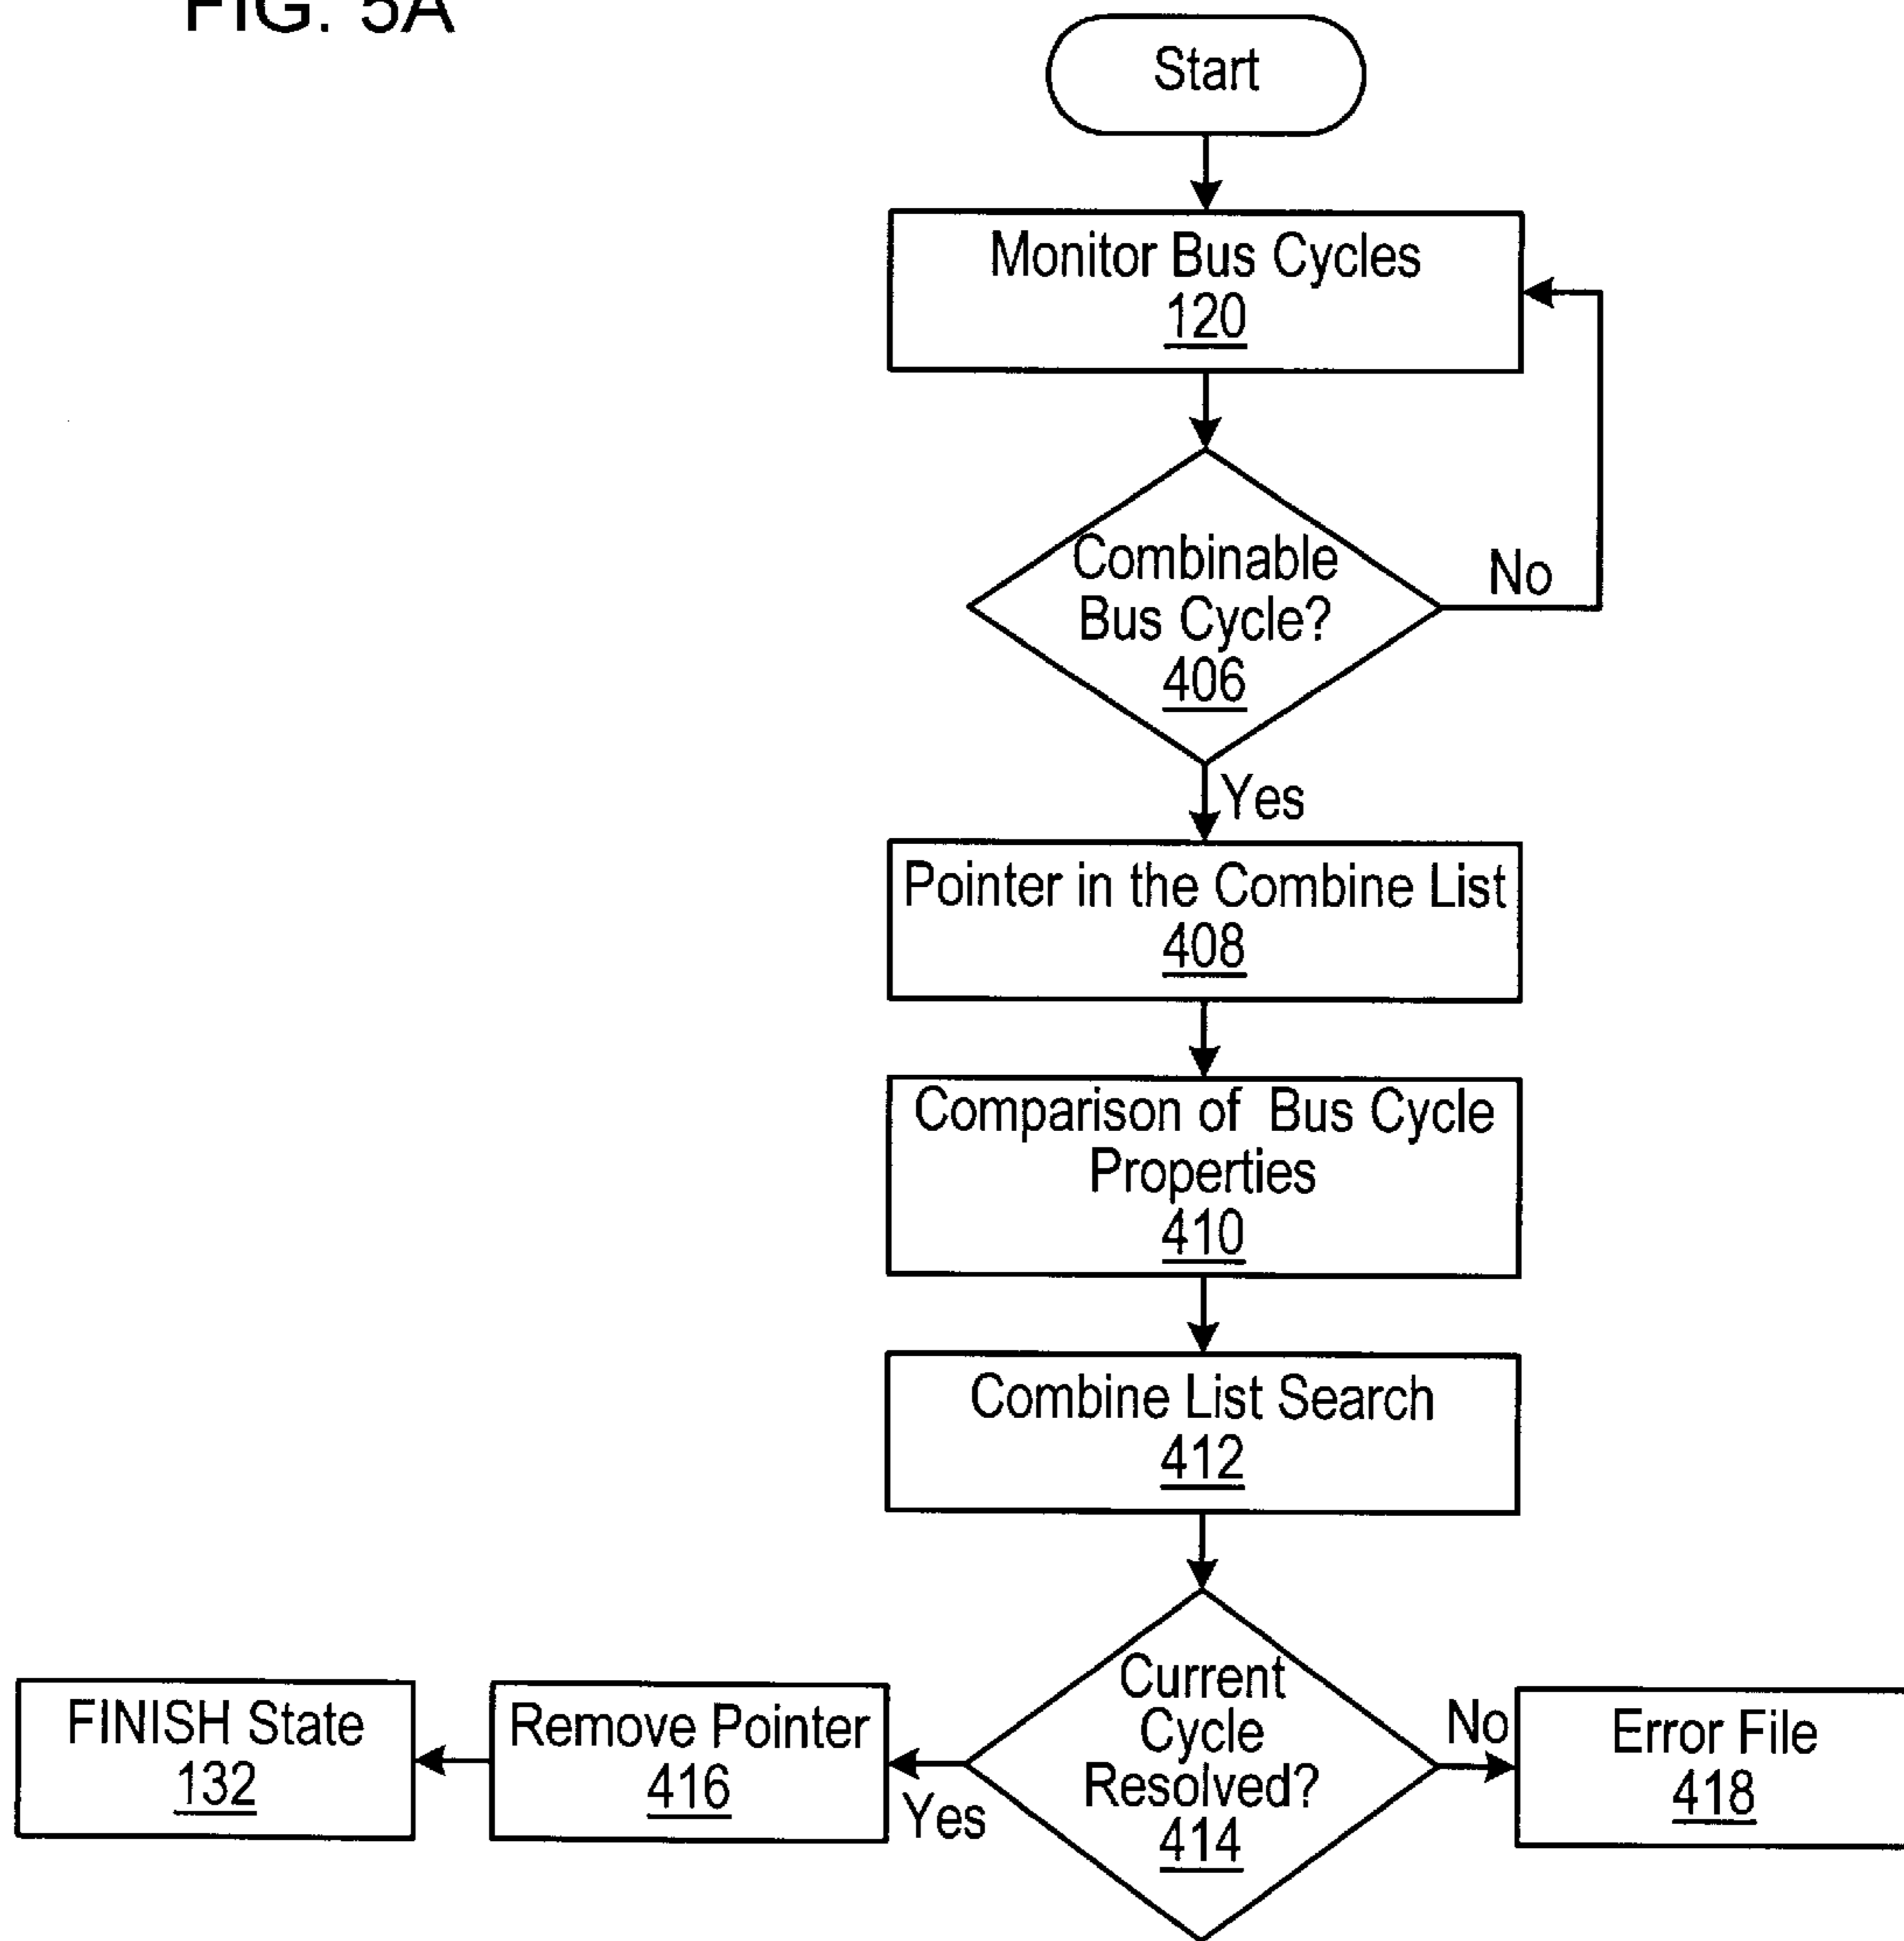 FIG. 5A
Start
Monitor Bus Cycles
120
Combinable
Bus Cycle?
406
No
Yes
Pointer in the Combine List
408
Comparison of Bus Cycle
Properties
410
Combine List Search
412
Current
Cycle
Resolved?
414
Yes
No
Remove Pointer
416
FINISH State
132
Error File
418